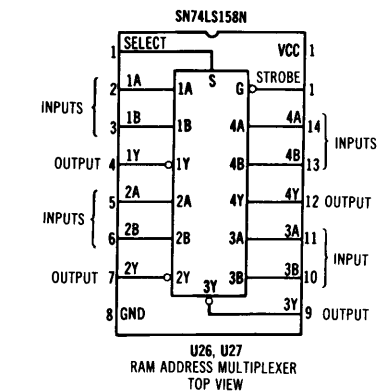 SN74LS158N
1 SELECT VCC 1
S
INPUTS 2 1A 1A G STROBE 1
3 1B 1B 4A 4A 14 INPUTS
OUTPUT 4 1Y 1Y 4B 4B 13
INPUTS 5 2A 2A 4Y 4Y 12 OUTPUT
6 2B 2B 3A 3A 11 INPUT
OUTPUT 7 2Y 2Y 3B 3B 10
3Y
8 GND 3Y 9 OUTPUT
U26, U27
RAM ADDRESS MULTIPLEXER
TOP VIEW